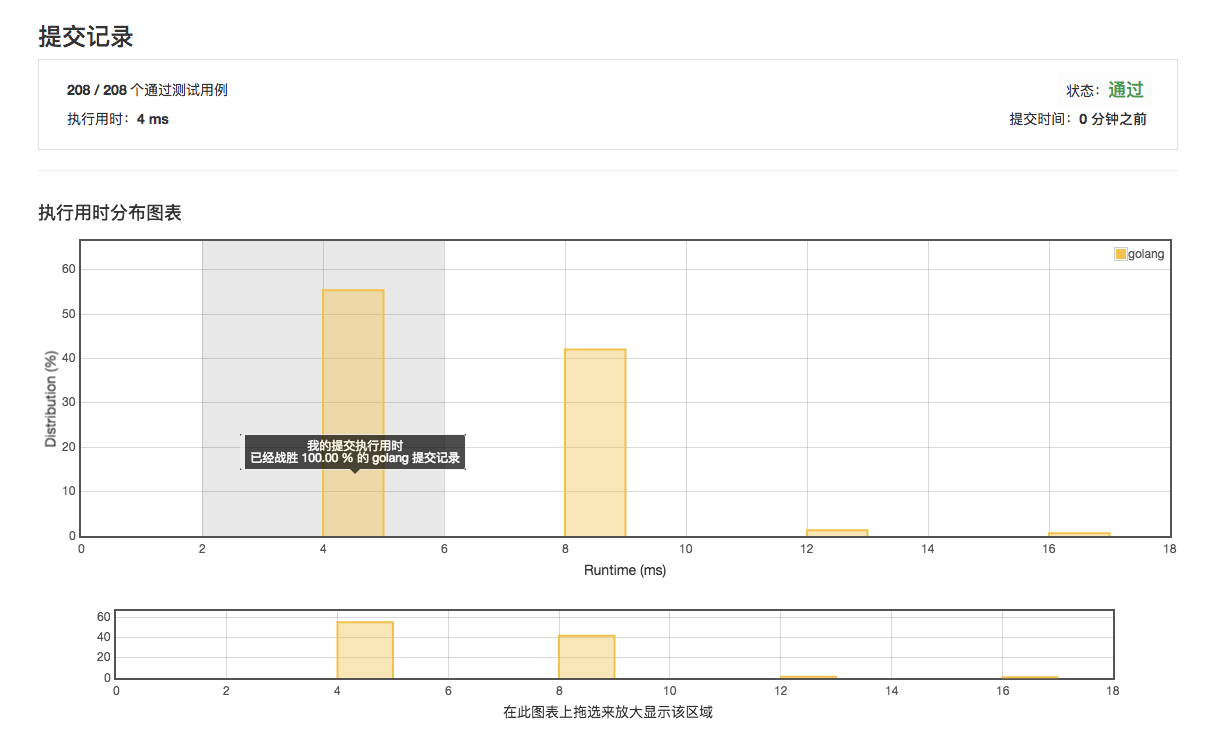 提交记录
208 / 208 个通过测试用例
状态：通过
执行用时：4 ms
提交时间：0 分钟之前
执行用时分布图表
golang
60
50
40
30
20
10
0
Distribution (%)
我的提交执行用时
已经战胜 100.00 % 的 golang 提交记录
0 2 4 6 8 10 12 14 16 18
Runtime (ms)
60
40
20
0
0 2 4 6 8 10 12 14 16 18
在此图表上拖选来放大显示该区域